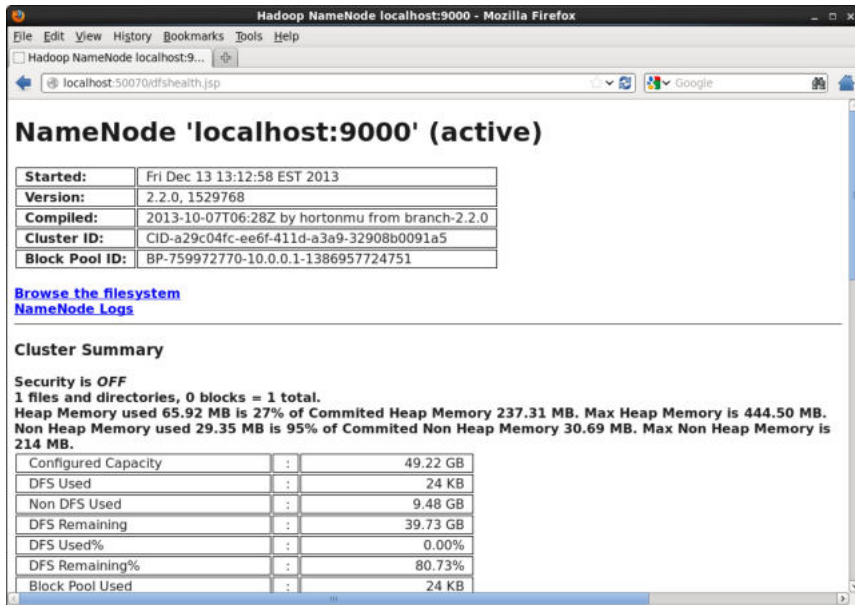 Hadoop NameNode localhost:9000 - Mozilla Firefox
File Edit View History Bookmarks Tools Help
Hadoop NameNode localhost:9...
localhost:50070/dfshealth.jsp Google
NameNode 'localhost:9000' (active)
Started: Fri Dec 13 13:12:58 EST 2013
Version: 2.2.0, 1529768
Compiled: 2013-10-07T06:28Z by hortonmu from branch-2.2.0
Cluster ID: CID-a29c04fc-ee6f-411d-a3a9-32908b0091a5
Block Pool ID: BP-759972770-10.0.0.1-1386957724751
Browse the filesystem
NameNode Logs
Cluster Summary
Security is OFF
1 files and directories, 0 blocks = 1 total.
Heap Memory used 65.92 MB is 27% of Commited Heap Memory 237.31 MB. Max Heap Memory is 444.50 MB.
Non Heap Memory used 29.35 MB is 95% of Commited Non Heap Memory 30.69 MB. Max Non Heap Memory is
214 MB.
Configured Capacity : 49.22 GB
DFS Used : 24 KB
Non DFS Used : 9.48 GB
DFS Remaining : 39.73 GB
DFS Used% : 0.00%
DFS Remaining% : 80.73%
Block Pool Used : 24 KB